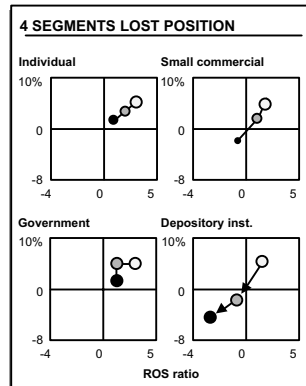 4 SEGMENTS LOST POSITION
Individual
Small commercial
10%
10%
0
0
-8
-8
-4 0 5
-4 0 5
Government
Depository inst.
10%
10%
0
0
-8
-8
-4 0 5
-4 0 5
ROS ratio